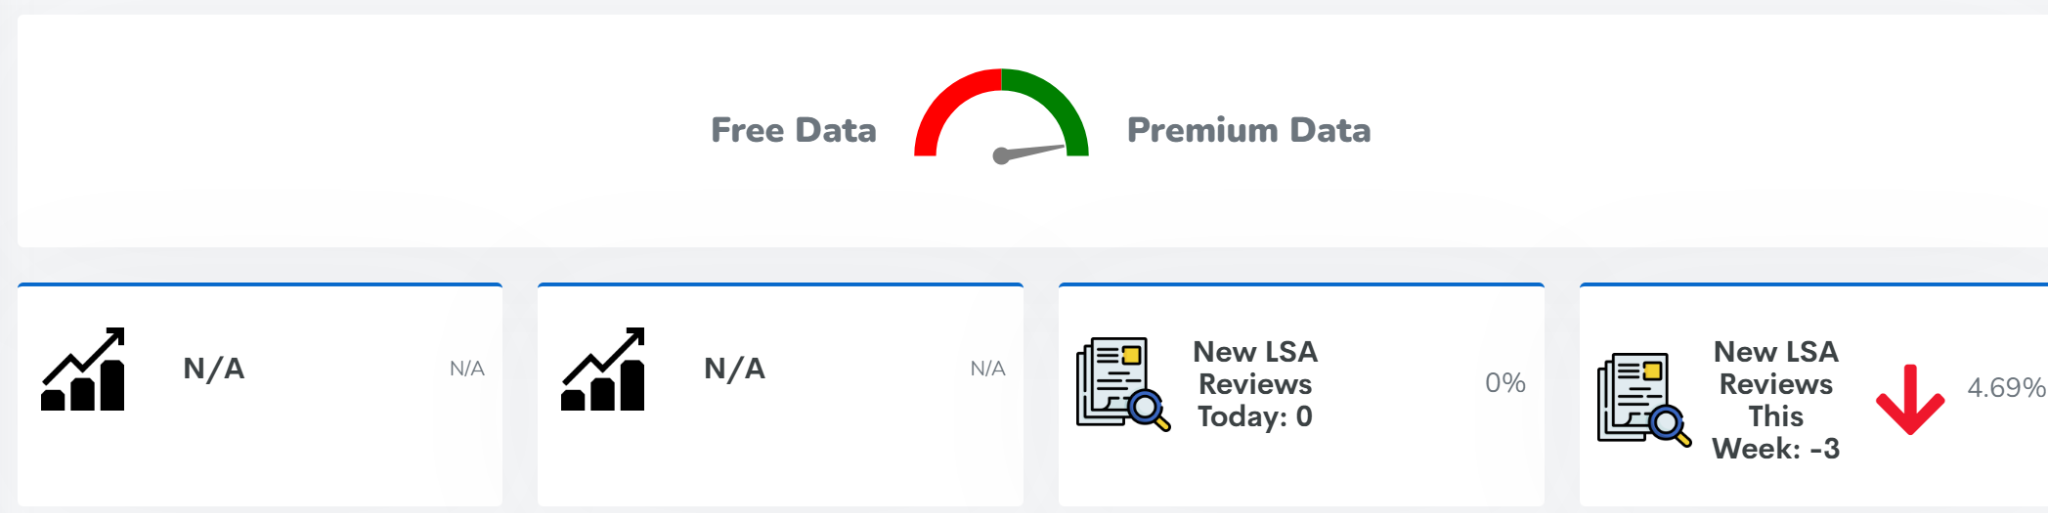 Free Data
Premium Data
N/A
N/A
N/A
N/A
New LSA
Reviews
Today: 0
0%
New LSA
Reviews
This
Week: -3
4.69%